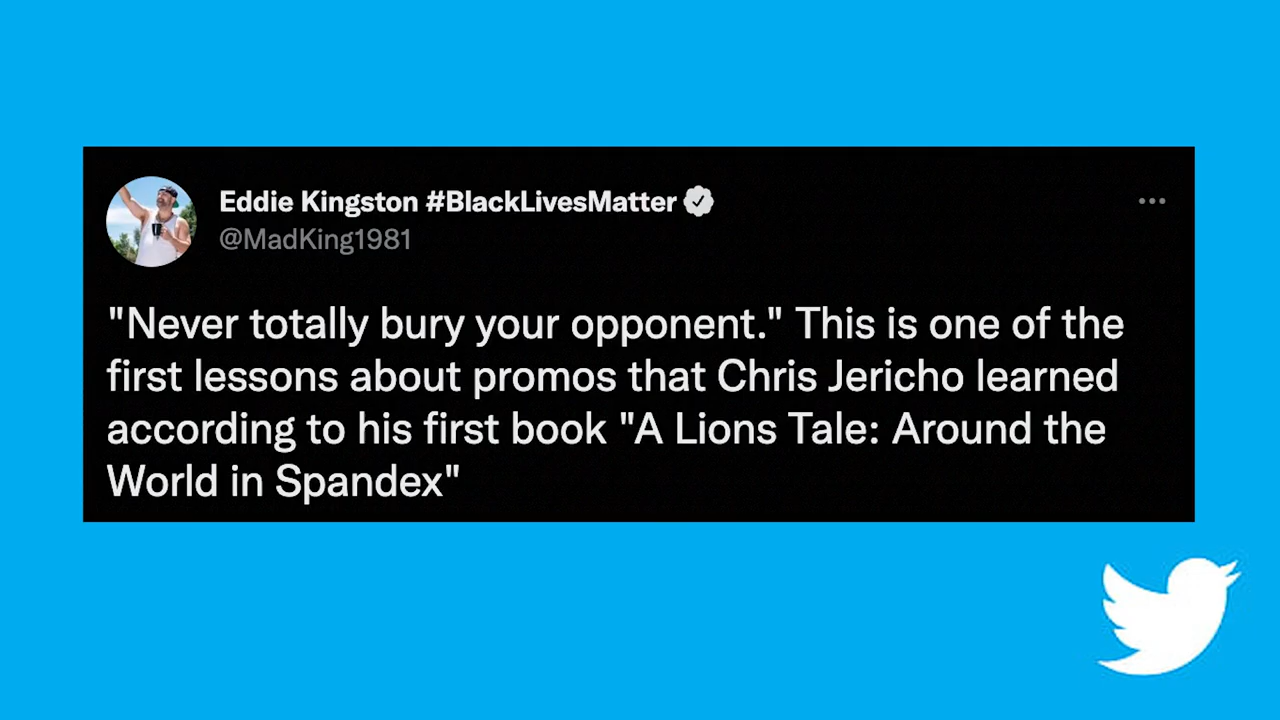 Eddie Kingston #BlackLivesMatter
@MadKing1981
"Never totally bury your opponent." This is one of the
first lessons about promos that Chris Jericho learned
according to his first book "A Lions Tale: Around the
World in Spandex"